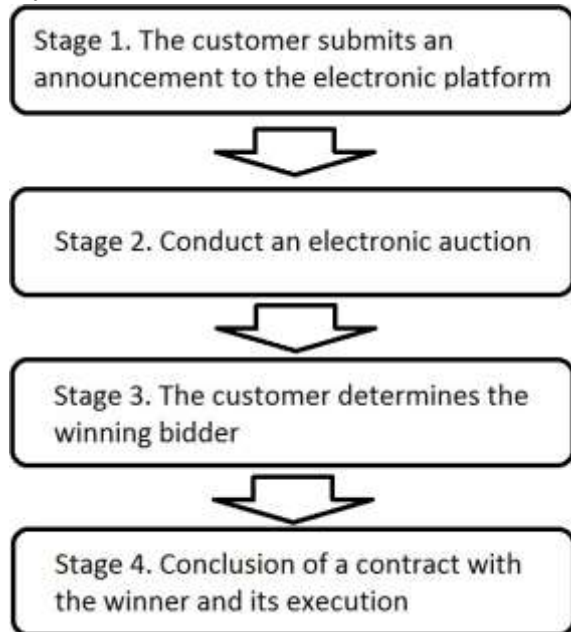 Stage 1. The customer submits an
announcement to the electronic platform
Stage 2. Conduct an electronic auction
Stage 3. The customer determines the
winning bidder
Stage 4. Conclusion of a contract with
the winner and its execution